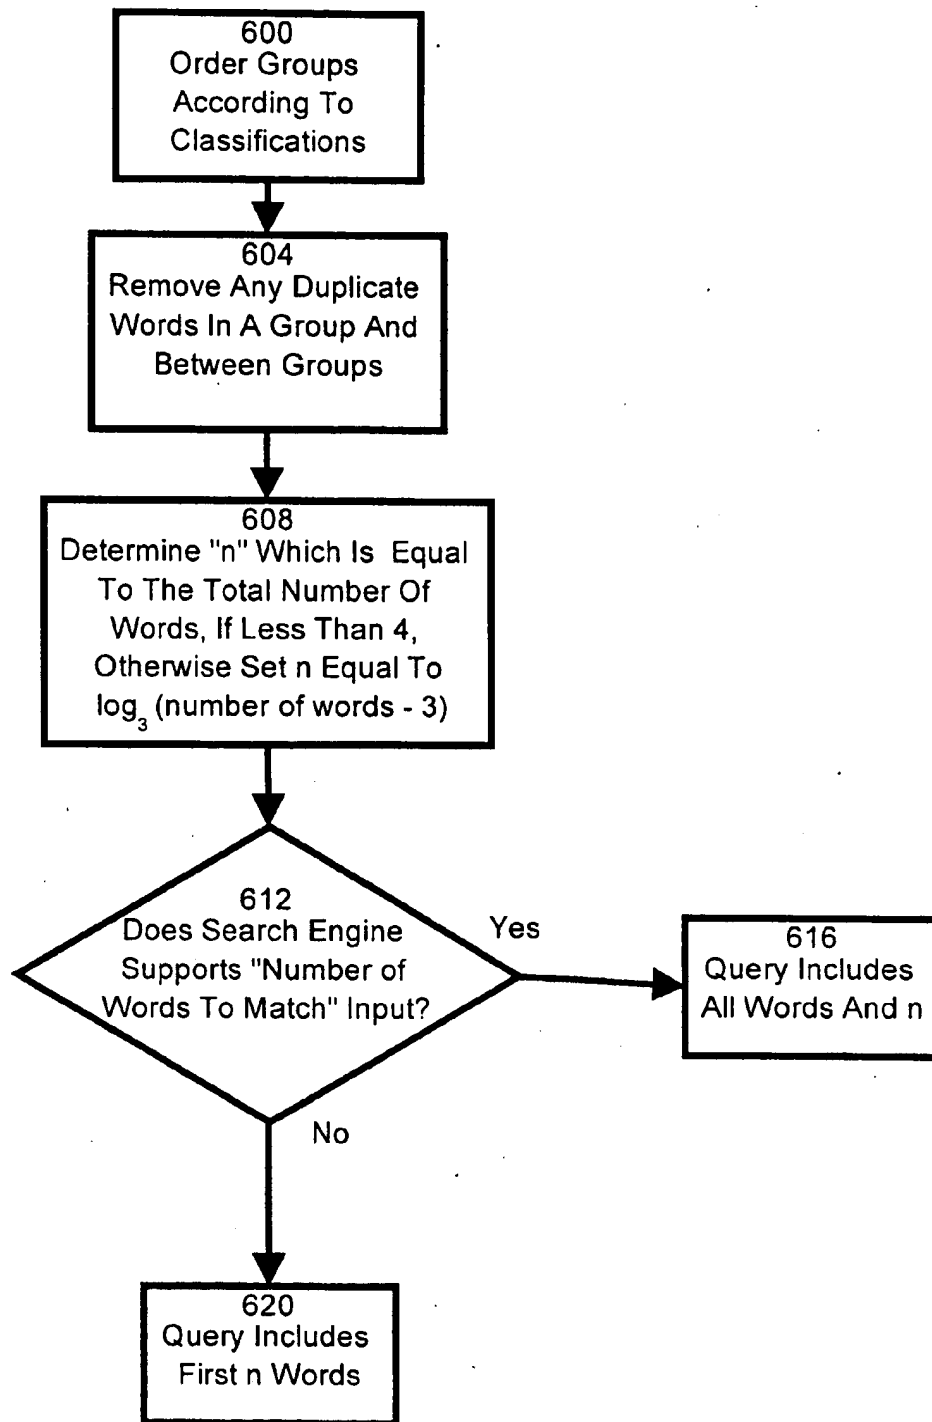 600
Order Groups
According To
Classifications
604
Remove Any Duplicate
Words In A Group And
Between Groups
608
Determine "n" Which Is Equal
To The Total Number Of
Words, If Less Than 4,
Otherwise Set n Equal To
log₃ (number of words - 3)
612
Does Search Engine
Supports "Number of
Words To Match" Input?
Yes
616
Query Includes
All Words And n
No
620
Query Includes
First n Words